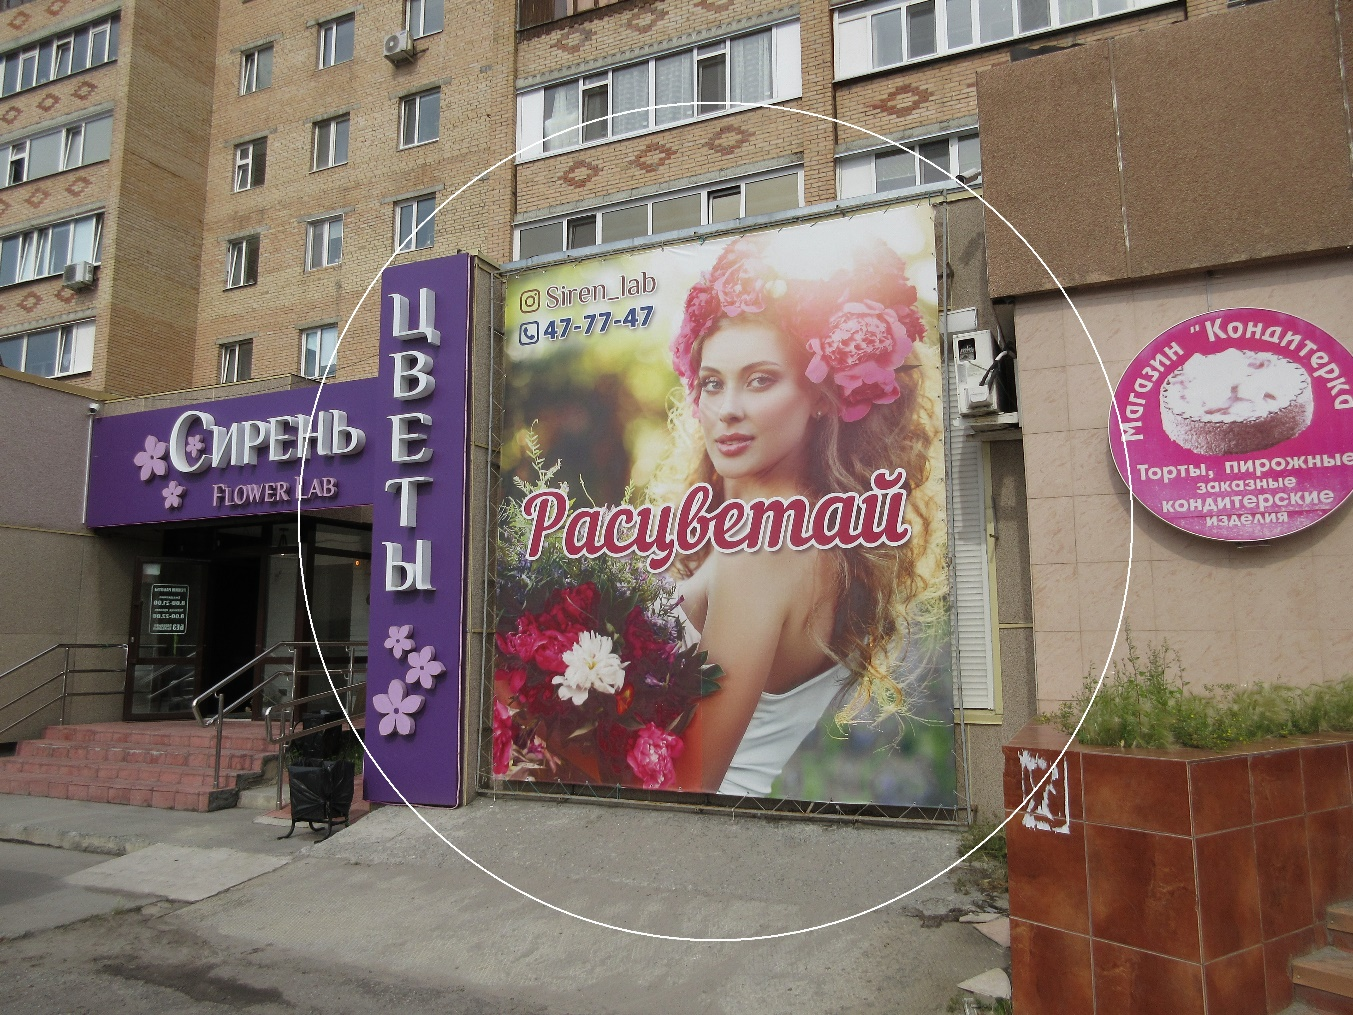 Сирень
Flower Lab
ЦВЕТЫ
Siren_lab
47-77-47
Расцветай
Магазин "Кондитерка
Торты, пирожные
заказные
кондитерские
изделия